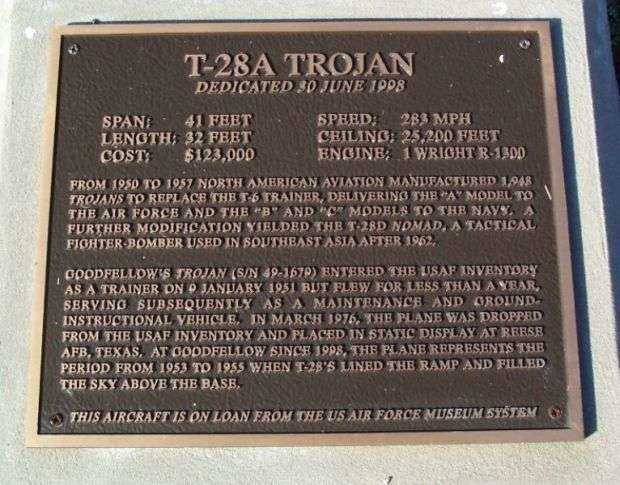 T-28A TROJAN
DEDICATED 30 JUNE 1998
SPAN: 41 FEET SPEED: 283 MPH
LENGTH: 32 FEET CEILING: 25,200 FEET
COST: $123,000 ENGINE: 1 WRIGHT R-1300
FROM 1950 TO 1957 NORTH AMERICAN AVIATION MANUFACTURED 1,948
TROJANS TO REPLACE THE T-6 TRAINER, DELIVERING THE "A" MODEL TO
THE AIR FORCE AND THE "B" AND "C" MODELS TO THE NAVY. A
FURTHER MODIFICATION YIELDED THE T-28D NOMAD, A TACTICAL
FIGHTER-BOMBER USED IN SOUTHEAST ASIA AFTER 1962.
GOODFELLOW'S TROJAN (S/N 49-1679) ENTERED THE USAF INVENTORY
AS A TRAINER ON 9 JANUARY 1951 BUT FLEW FOR LESS THAN A YEAR,
SERVING SUBSEQUENTLY AS A MAINTENANCE AND GROUND-
INSTRUCTIONAL VEHICLE. IN MARCH 1976, THE PLANE WAS DROPPED
FROM THE USAF INVENTORY AND PLACED IN STATIC DISPLAY AT REESE
AFB, TEXAS. AT GOODFELLOW SINCE 1998, THE PLANE REPRESENTS THE
PERIOD FROM 1953 TO 1955 WHEN T-28'S LINED THE RAMP AND FILLED
THE SKY ABOVE THE BASE.
THIS AIRCRAFT IS ON LOAN FROM THE US AIR FORCE MUSEUM SYSTEM